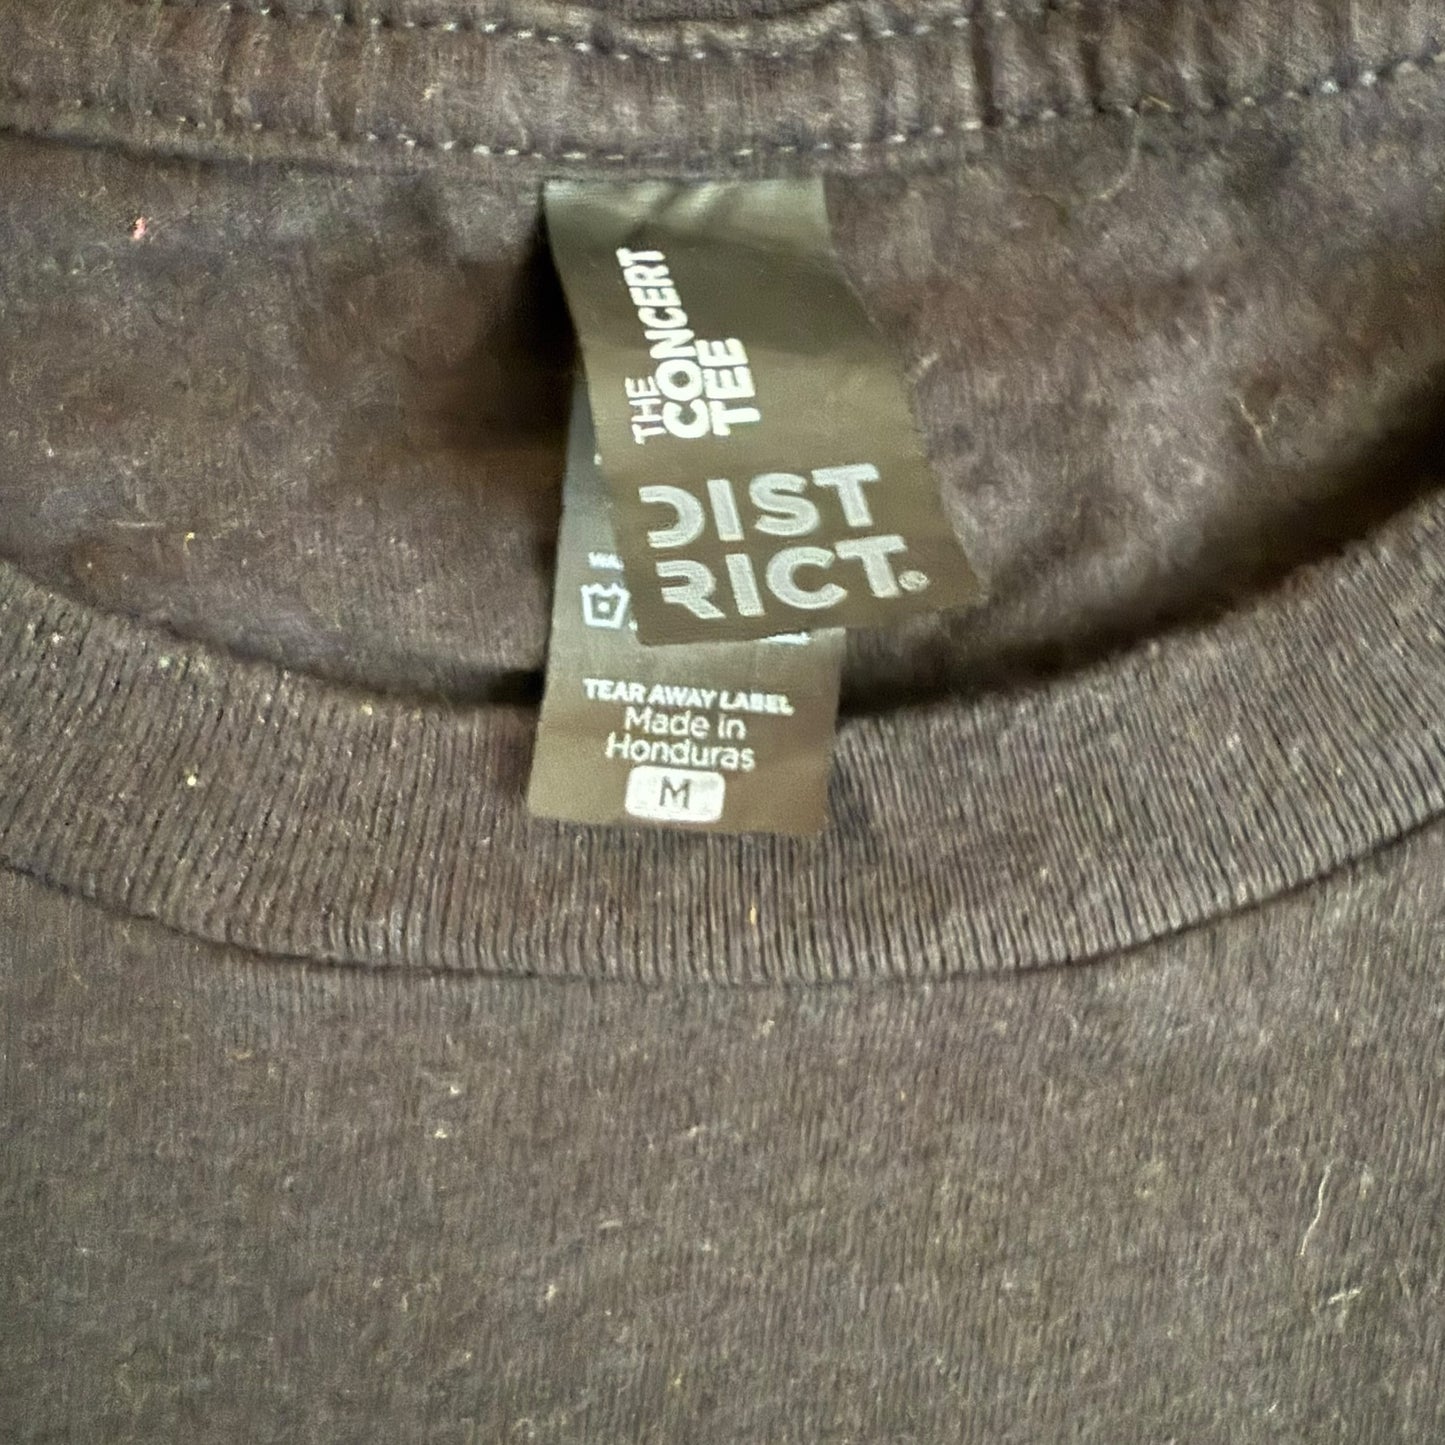 THE
CONCERT
TEE
DIST
RICT®
TEAR AWAY LABEL
Made in
Honduras
M